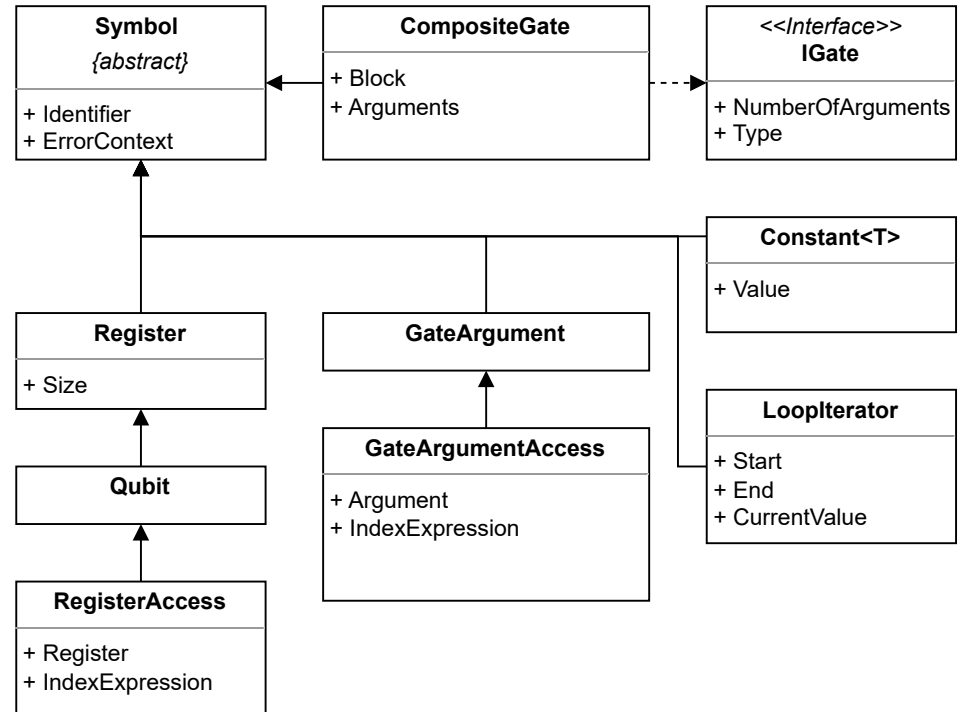 Symbol
{abstract}
+ Identifier
+ ErrorContext
CompositeGate
+ Block
+ Arguments
<<Interface>>
IGate
+ NumberOfArguments
+ Type
Constant<T>
+ Value
Register
+ Size
GateArgument
LoopIterator
+ Start
+ End
+ CurrentValue
GateArgumentAccess
+ Argument
+ IndexExpression
Qubit
RegisterAccess
+ Register
+ IndexExpression